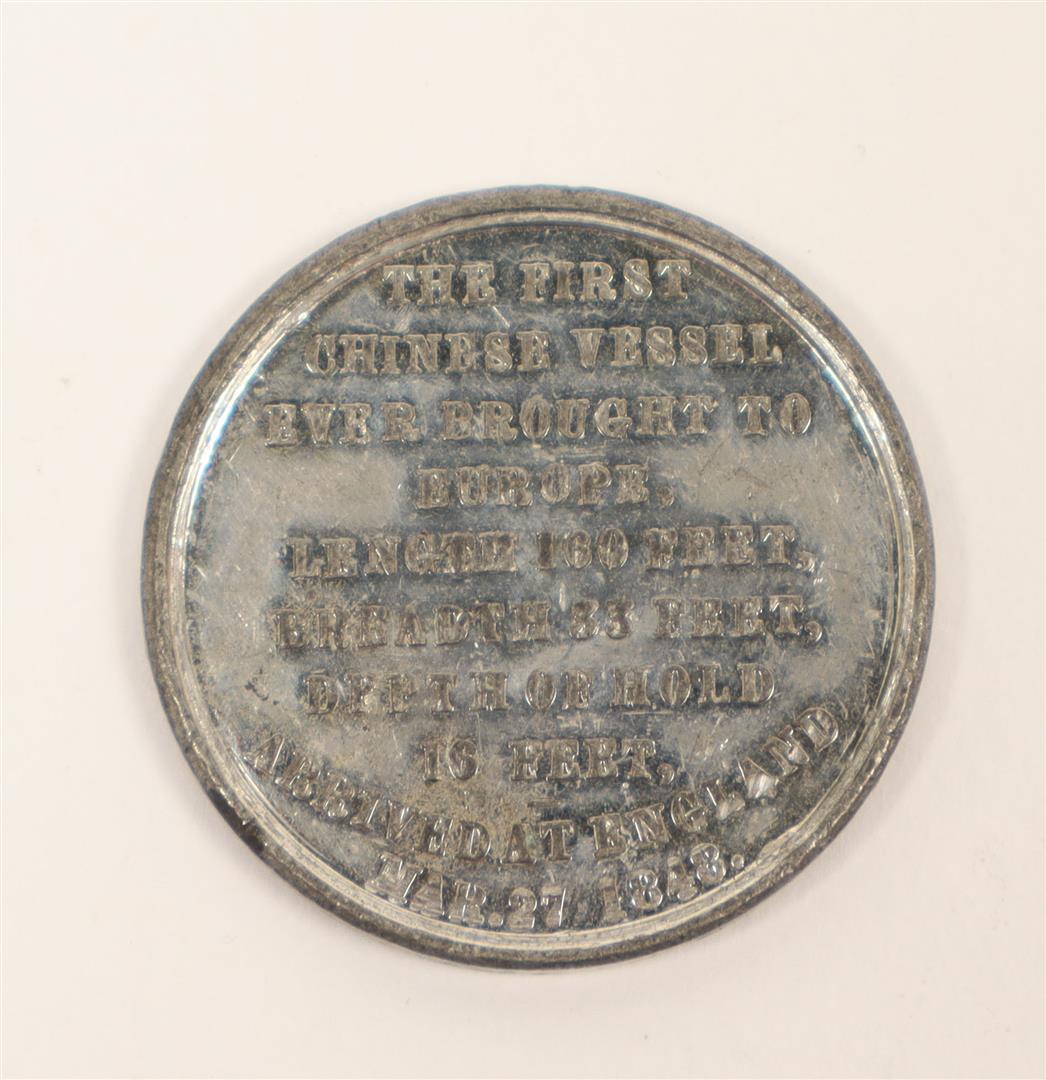 THE FIRST
CHINESE VESSEL
EVER BROUGHT TO
EUROPE,
LENGTH 160 FEET,
BREADTH 33 FEET,
DEPTH OF HOLD
16 FEET,
ARRIVED AT ENGLAND
MAR. 27, 1848.